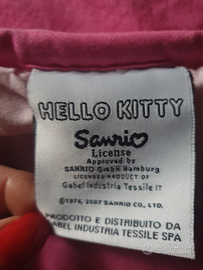 HELLO KITTY
Sanrio
License
Approved by
SANRIO GmbH Hamburg
LICENSED PRODUCT OF
Gabel Industria Tessile It
©1976, 2007 SANRIO CO., LTD.
PRODOTTO E DISTRIBUITO DA
GABEL INDUSTRIA TESSILE SPA